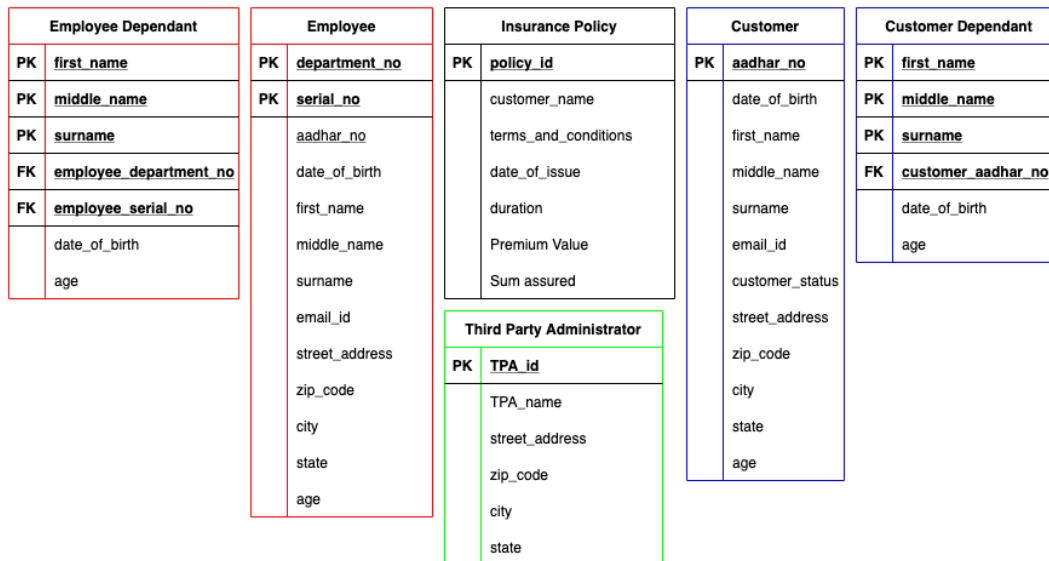 Employee Dependant
PK first_name
PK middle_name
PK surname
FK employee_department_no
FK employee_serial_no
date_of_birth
age
Employee
PK department_no
PK serial_no
aadhar_no
date_of_birth
first_name
middle_name
surname
email_id
street_address
zip_code
city
state
age
Insurance Policy
PK policy_id
customer_name
terms_and_conditions
date_of_issue
duration
Premium Value
Sum assured
Third Party Administrator
PK TPA_id
TPA_name
street_address
zip_code
city
state
Customer
PK aadhar_no
date_of_birth
first_name
middle_name
surname
email_id
customer_status
street_address
zip_code
city
state
age
Customer Dependant
PK first_name
PK middle_name
PK surname
FK customer_aadhar_no
date_of_birth
age